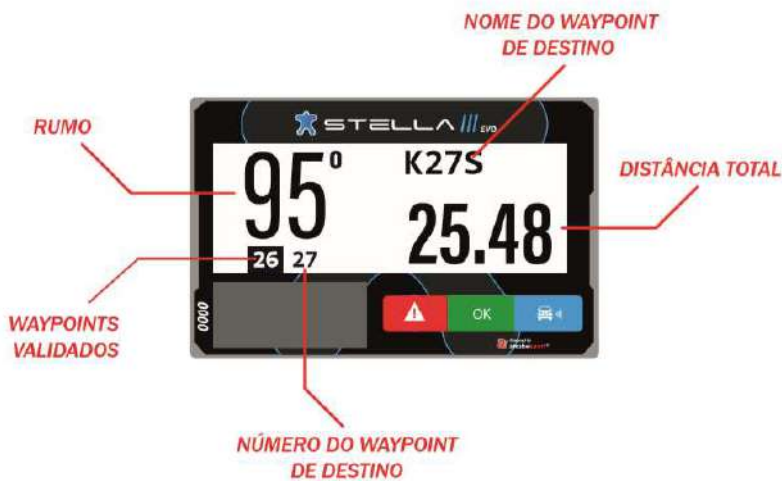 NOME DO WAYPOINT
DE DESTINO
RUMO
STELLA III EVO
95°
K27S
DISTÂNCIA TOTAL
25.48
26 27
0000
OK
WAYPOINTS
VALIDADOS
NÚMERO DO WAYPOINT
DE DESTINO